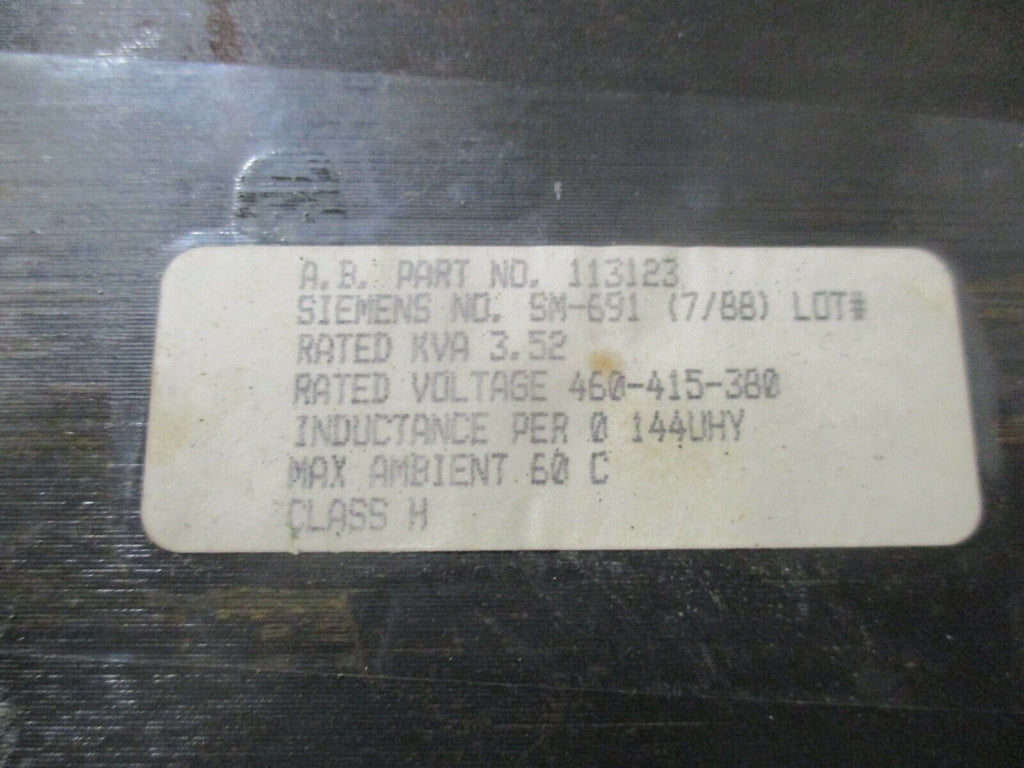 A.B. PART NO. 113123
SIEMENS NO. SM-691 (7/88) LOT#
RATED KVA 3.52
RATED VOLTAGE 460-415-380
INDUCTANCE PER 0 144UHY
MAX AMBIENT 60 C
CLASS H